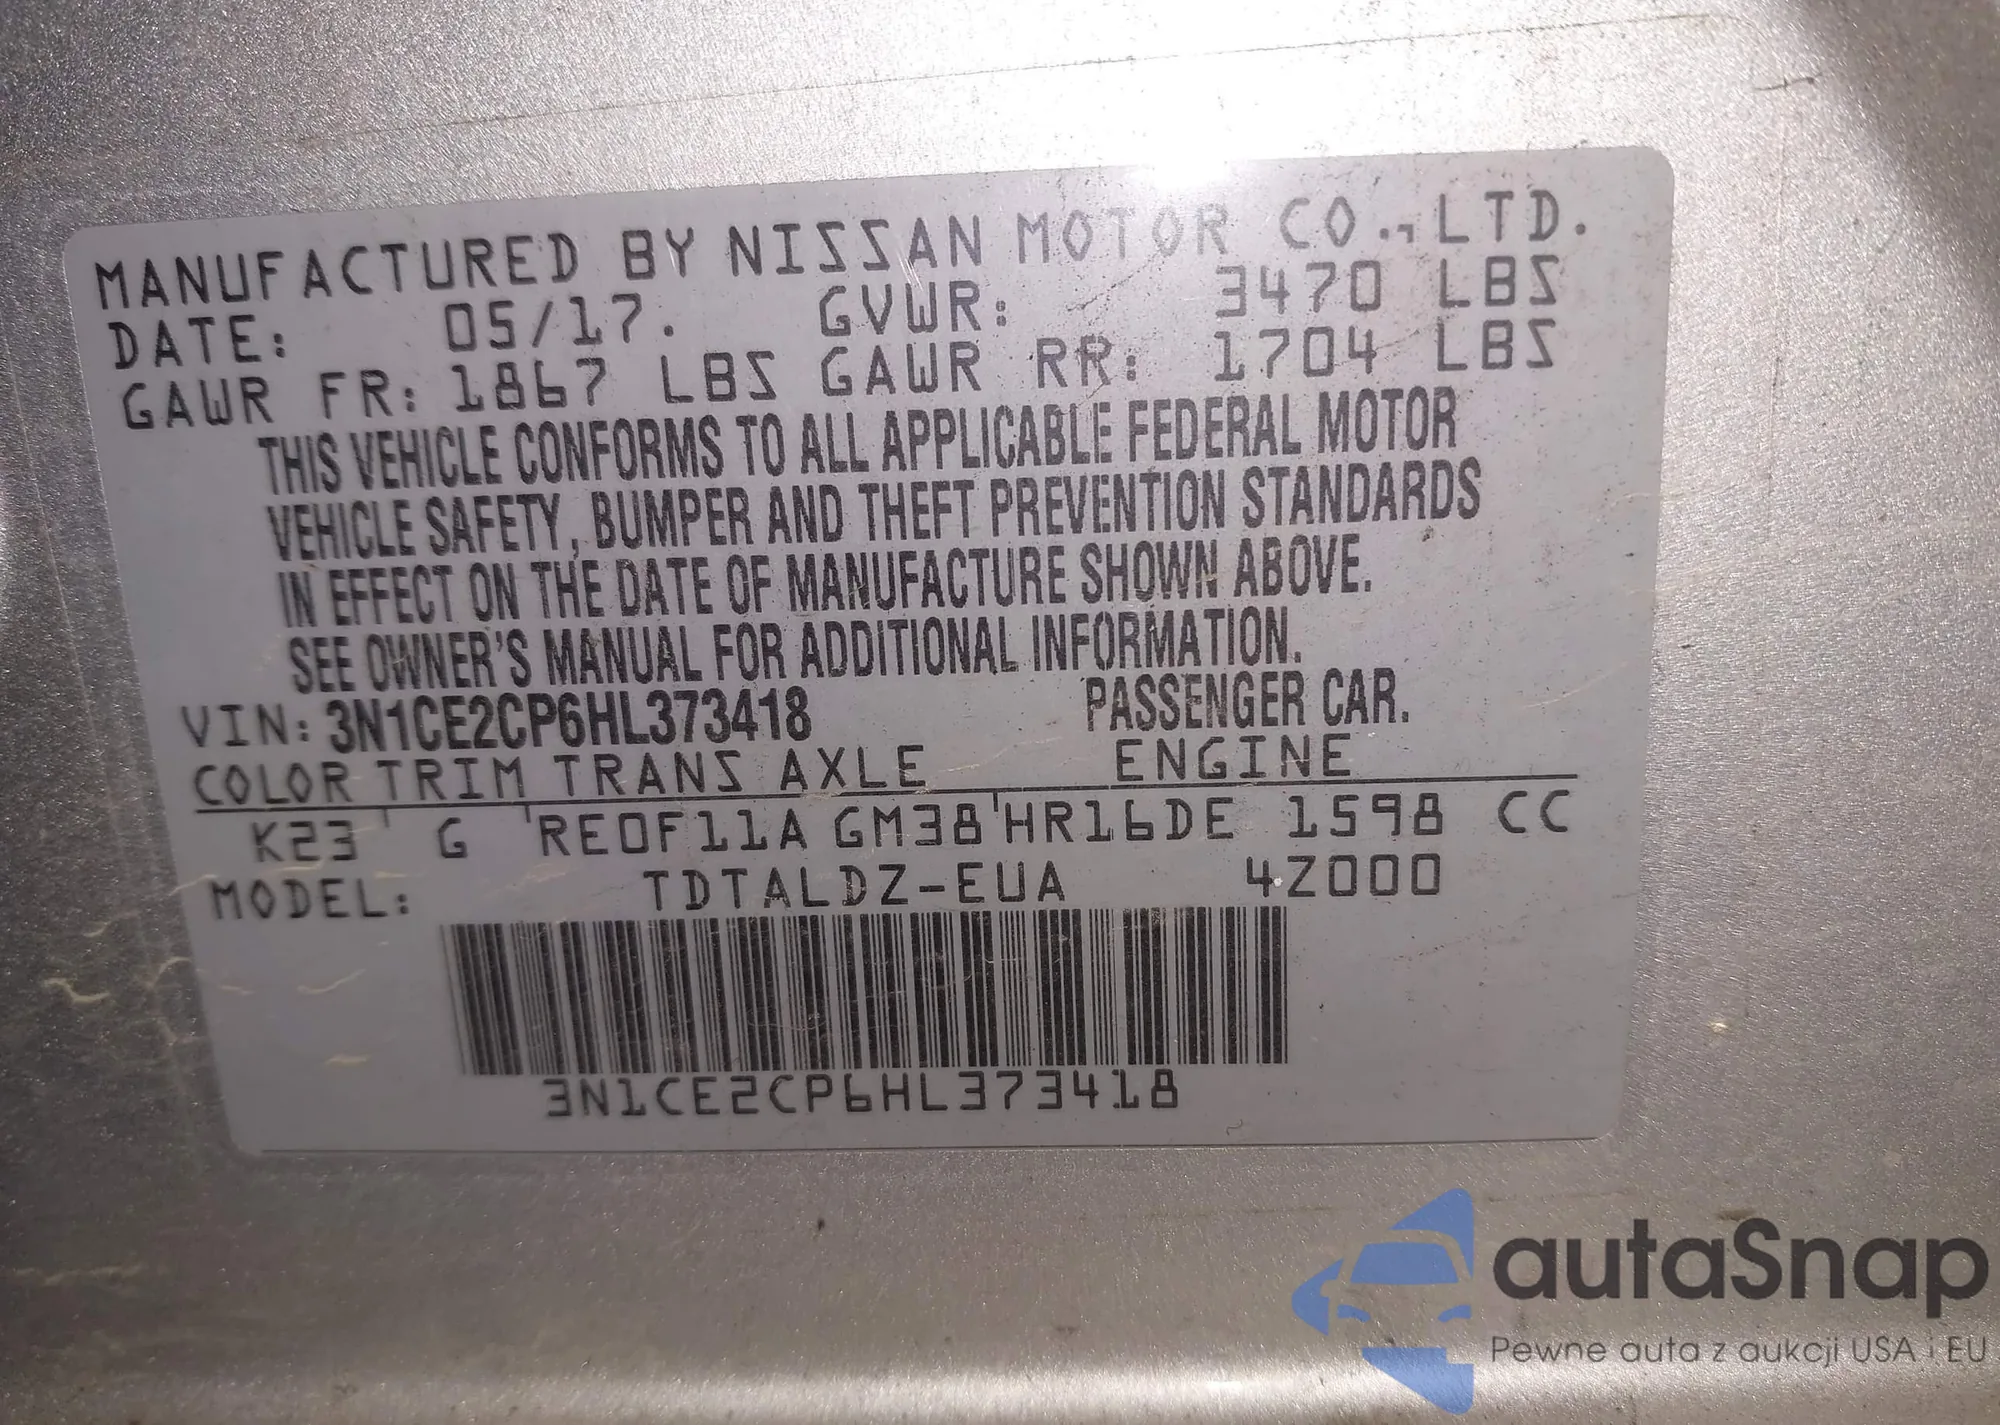 MANUFACTURED BY NISSAN MOTOR CO., LTD.
DATE: 05/17. GVWR: 3470 LBS
GAWR FR: 1867 LBS GAWR RR: 1704 LBS
THIS VEHICLE CONFORMS TO ALL APPLICABLE FEDERAL MOTOR
VEHICLE SAFETY, BUMPER AND THEFT PREVENTION STANDARDS
IN EFFECT ON THE DATE OF MANUFACTURE SHOWN ABOVE.
SEE OWNER'S MANUAL FOR ADDITIONAL INFORMATION.
VIN: 3N1CE2CP6HL373418 PASSENGER CAR.
COLOR TRIM TRANS AXLE ENGINE
K23 G RE0F11A GM38 HR16DE 1598 CC
MODEL: TDTALDZ-EUA 4Z000
3N1CE2CP6HL373418
autaSnap
Pewne auta z aukcji USA i EU